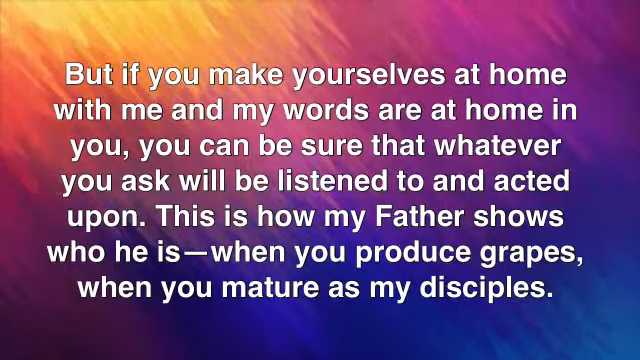 But if you make yourselves at home
with me and my words are at home in
you, you can be sure that whatever
you ask will be listened to and acted
upon. This is how my Father shows
who he is—when you produce grapes,
when you mature as my disciples.